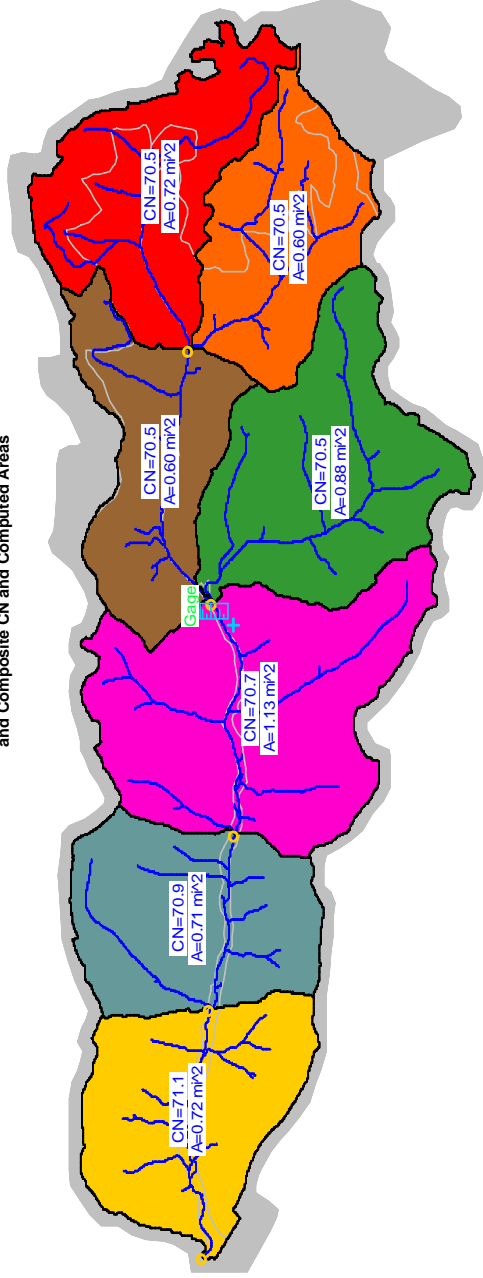 and Composite CN and Computed Areas
CN=71.1
A=0.72 mi^2
CN=70.9
A=0.71 mi^2
CN=70.7
A=1.13 mi^2
Gage
CN=70.5
A=0.60 mi^2
CN=70.5
A=0.88 mi^2
CN=70.5
A=0.72 mi^2
CN=70.5
A=0.60 mi^2